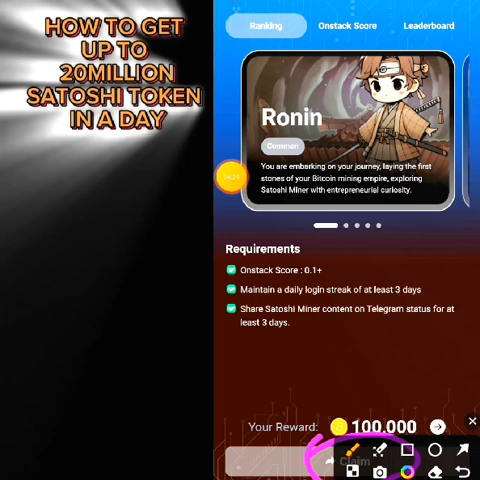 HOW TO GET
UP TO
20MILLION
SATOSHI TOKEN
IN A DAY
Ranking
Onstack Score
Leaderboard
Ronin
Common
You are embarking on your journey, laying the first
stones of your Bitcoin mining empire, exploring
Satoshi Miner with entrepreneurial curiosity.
Requirements
Onstack Score : 0.1+
Maintain a daily login streak of at least 3 days
Share Satoshi Miner content on Telegram status for at
least 3 days.
Your Reward:
100,000
Claim